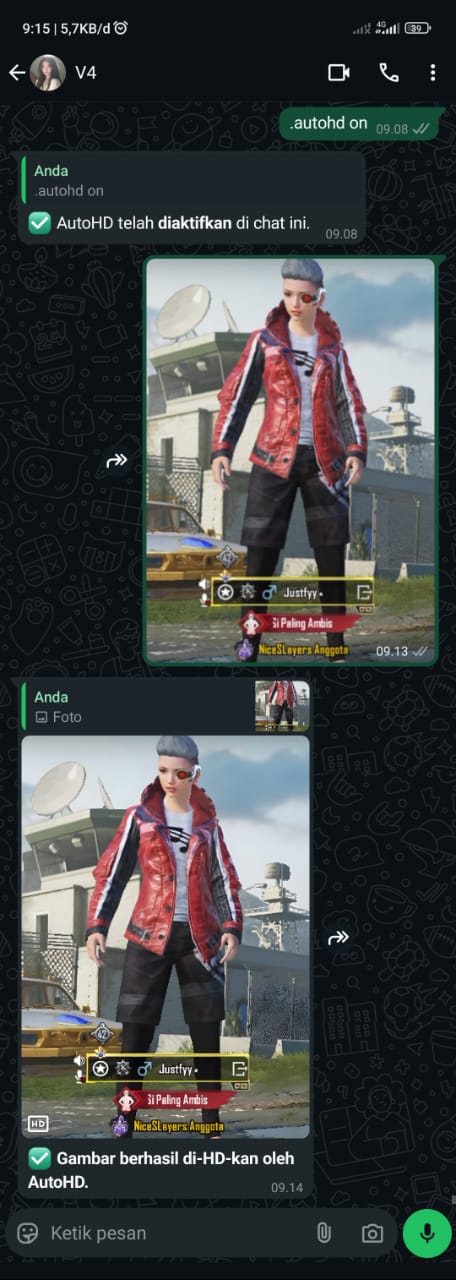 9:15 | 5,7KB/d
4G
39
V4
.autohd on 09.08
Anda
.autohd on
AutoHD telah diaktifkan di chat ini.
09.08
42
Justfyy•
Si Paling Ambis
NiceSLayers Anggota
09.13
Anda
Foto
42
Justfyy•
Si Paling Ambis
NiceSLayers Anggota
HD
Gambar berhasil di-HD-kan oleh
AutoHD.
09.14
Ketik pesan